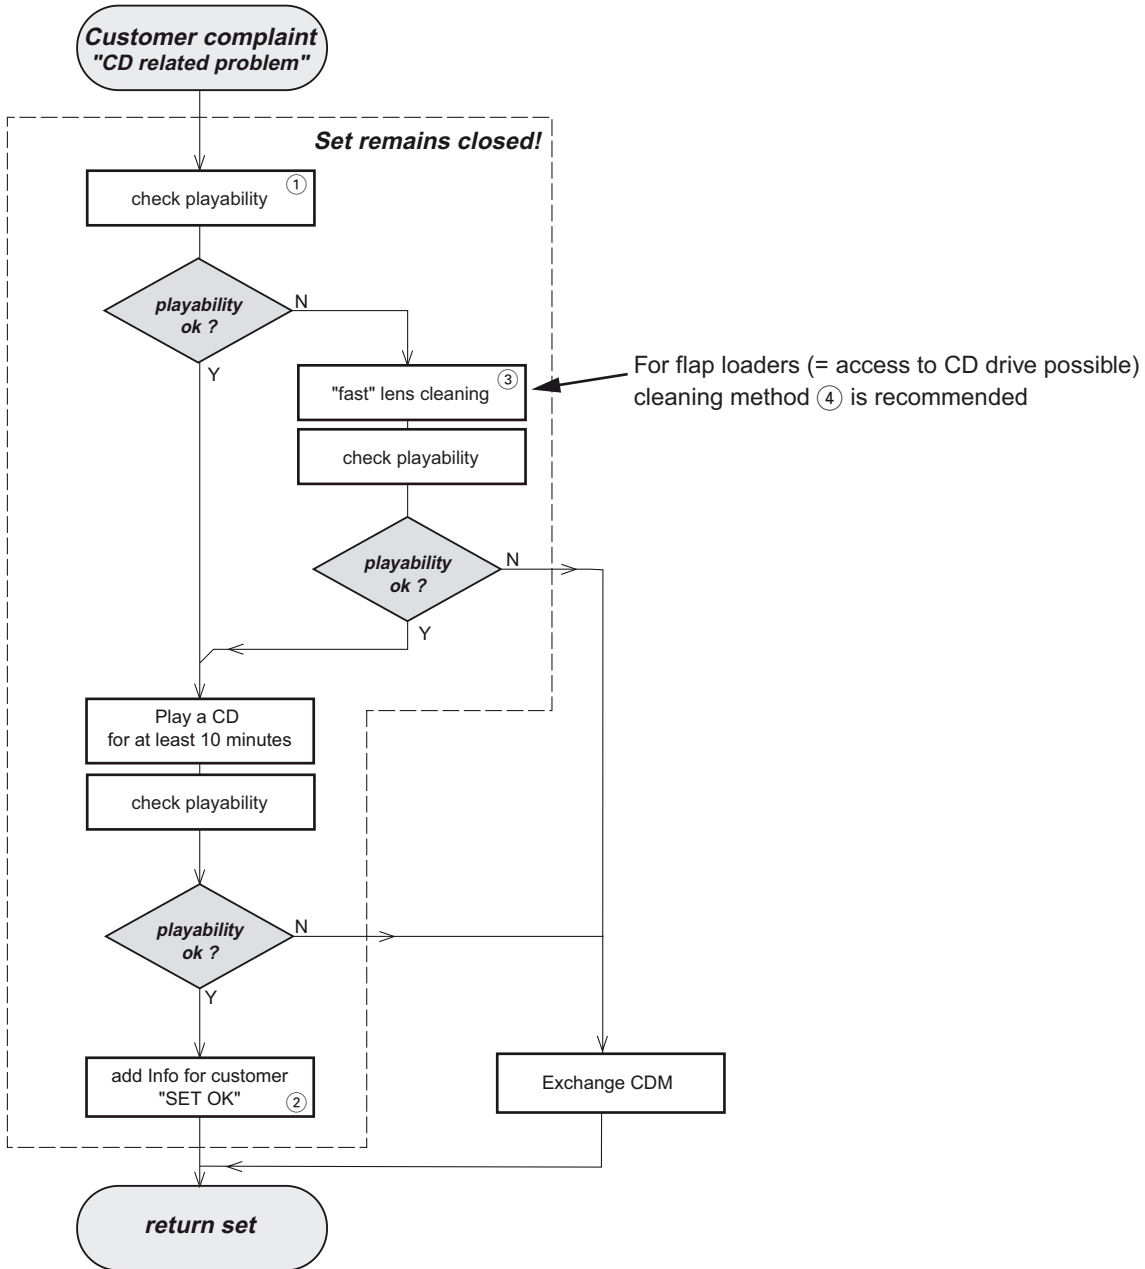 Customer complaint
"CD related problem"
Set remains closed!
check playability
①
playability
ok ?
N
Y
"fast" lens cleaning
③
For flap loaders (= access to CD drive possible)
cleaning method ④ is recommended
check playability
playability
ok ?
N
Y
Play a CD
for at least 10 minutes
check playability
playability
ok ?
N
Y
add Info for customer
"SET OK"
②
Exchange CDM
return set